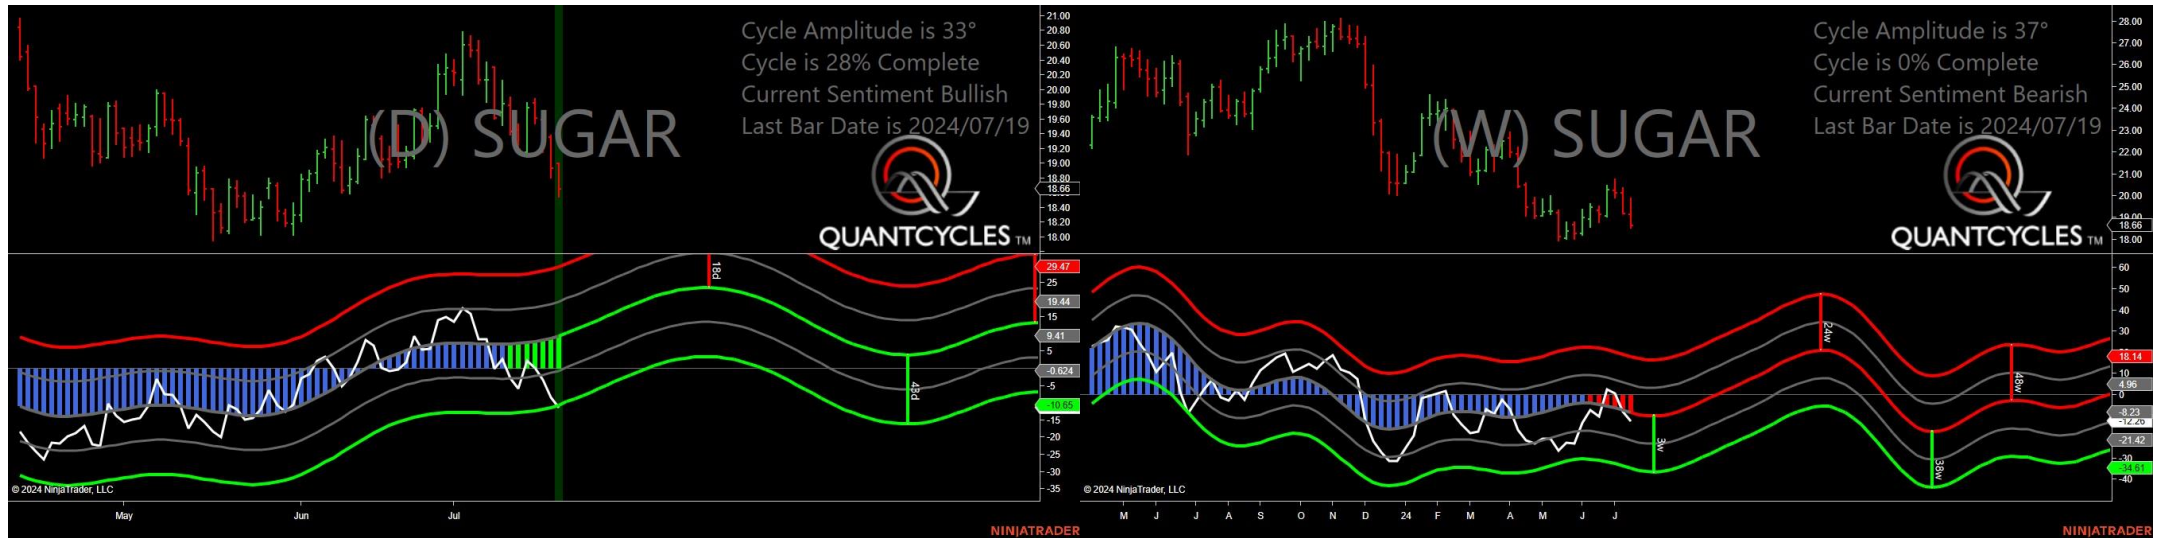 Cycle Amplitude is 33°
Cycle is 28% Complete
Current Sentiment Bullish
Last Bar Date is 2024/07/19
(D) SUGAR
QUANTCYCLES TM
21.00
20.80
20.60
20.40
20.20
20.00
19.80
19.60
19.40
19.20
19.00
18.80
18.66
18.40
18.20
18.00
18d
43d
29.47
25
19.44
15
9.41
5
-0.624
-5
-10.65
-15
-20
-25
-30
-35
© 2024 NinjaTrader, LLC
May
Jun
Jul
NINJATRADER
Cycle Amplitude is 37°
Cycle is 0% Complete
Current Sentiment Bearish
Last Bar Date is 2024/07/19
(W) SUGAR
QUANTCYCLES TM
28.00
27.00
26.00
25.00
24.00
23.00
22.00
21.00
20.00
18.66
18.00
3w
24w
38w
48w
60
50
40
30
18.14
10
4.96
0
-8.23
-12.26
-21.42
-30
-34.61
-40
© 2024 NinjaTrader, LLC
M
J
J
A
S
O
N
D
24
F
M
A
M
J
J
NINJATRADER